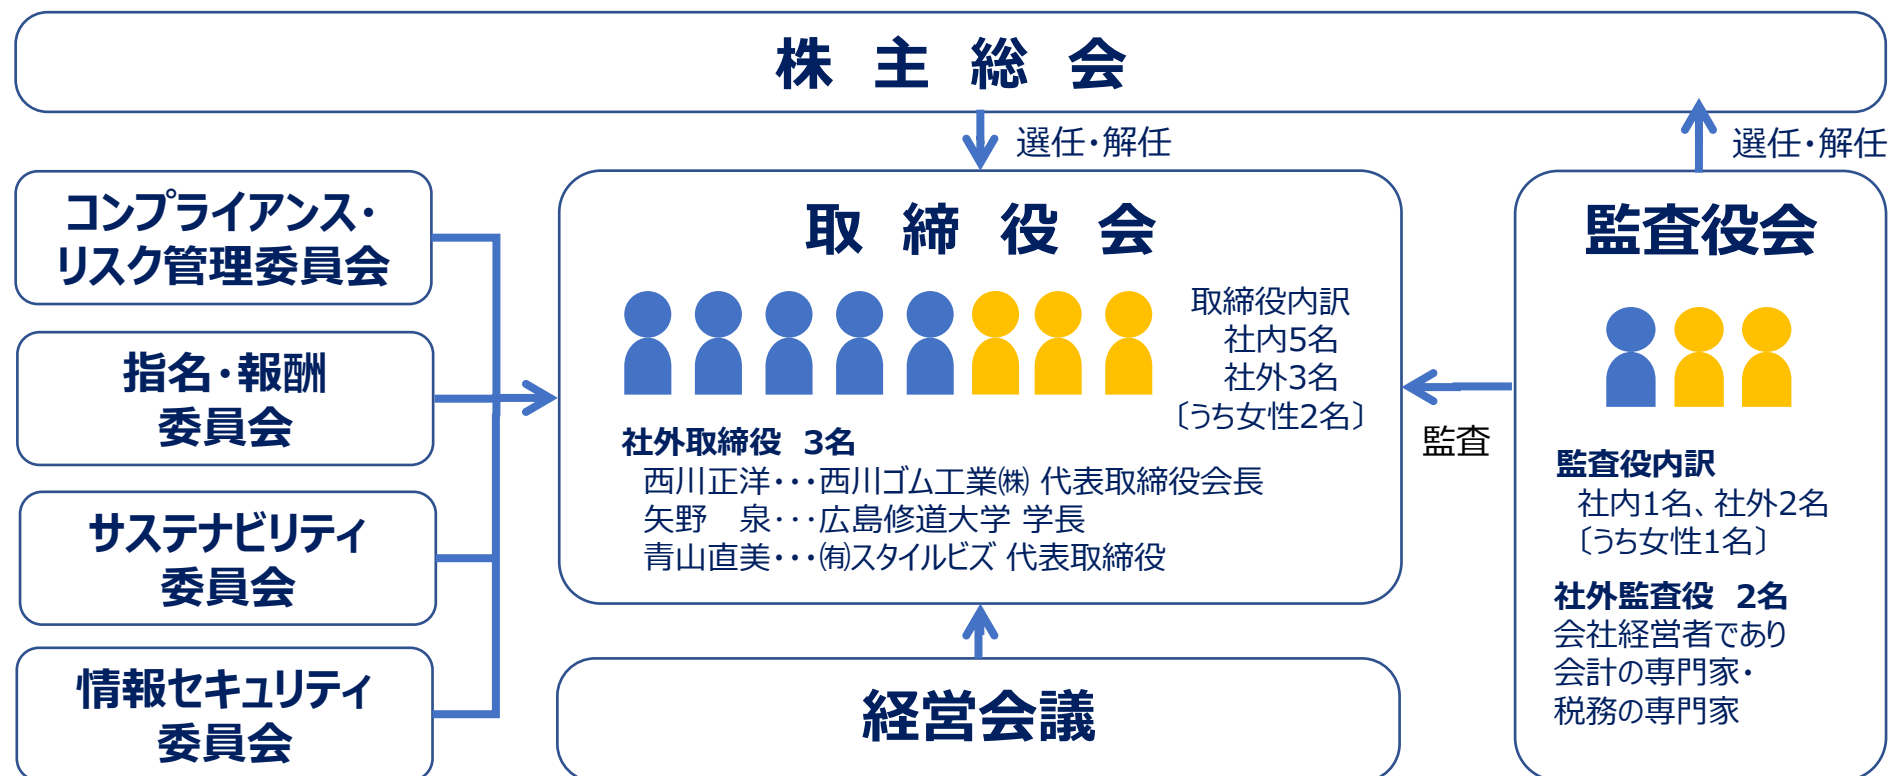 株 主 総 会
選任・解任
選任・解任
コンプライアンス・
リスク管理委員会
指名・報酬
委員会
サステナビリティ
委員会
情報セキュリティ
委員会
取 締 役 会
取締役内訳
社内5名
社外3名
〔うち女性2名〕
社外取締役 3名
西川正洋･･･西川ゴム工業㈱ 代表取締役会長
矢野　泉･･･広島修道大学 学長
青山直美･･･㈲スタイルビズ 代表取締役
監査
経営会議
監査役会
監査役内訳
社内1名、社外2名
〔うち女性1名〕
社外監査役 2名
会社経営者であり
会計の専門家・
税務の専門家